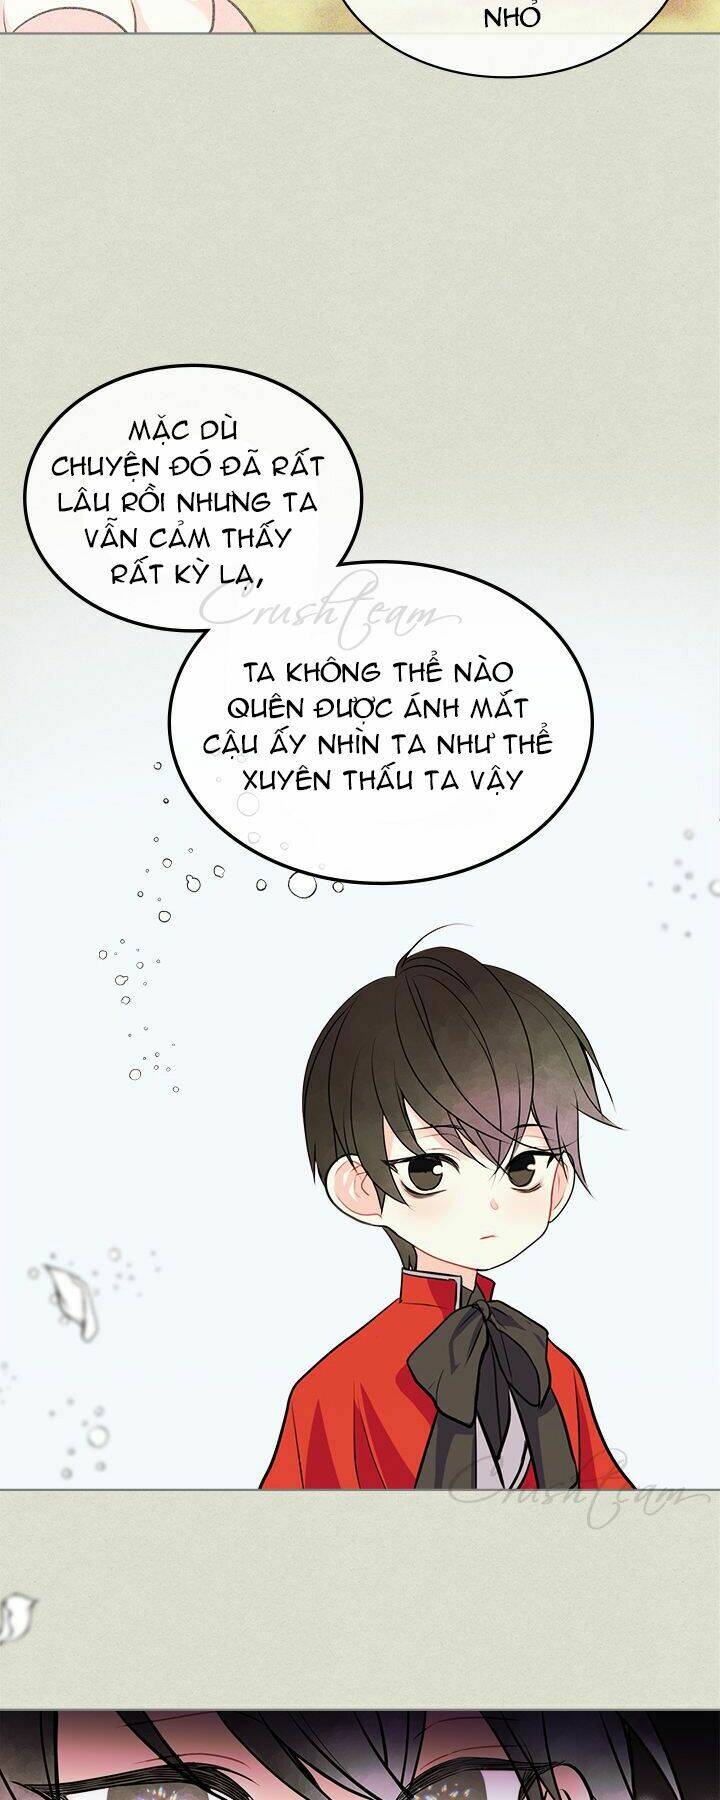 NHỎ
MẶC DÙ
CHUYỆN ĐÓ ĐÃ RẤT
LÂU RỒI NHƯNG TA
VẪN CẢM THẤY
RẤT KỲ LẠ,
Crushteam
TA KHÔNG THỂ NÀO
QUÊN ĐƯỢC ÁNH MẮT
CẬU ẤY NHÌN TA NHƯ THỂ
XUYÊN THẤU TA VẬY
Crushteam